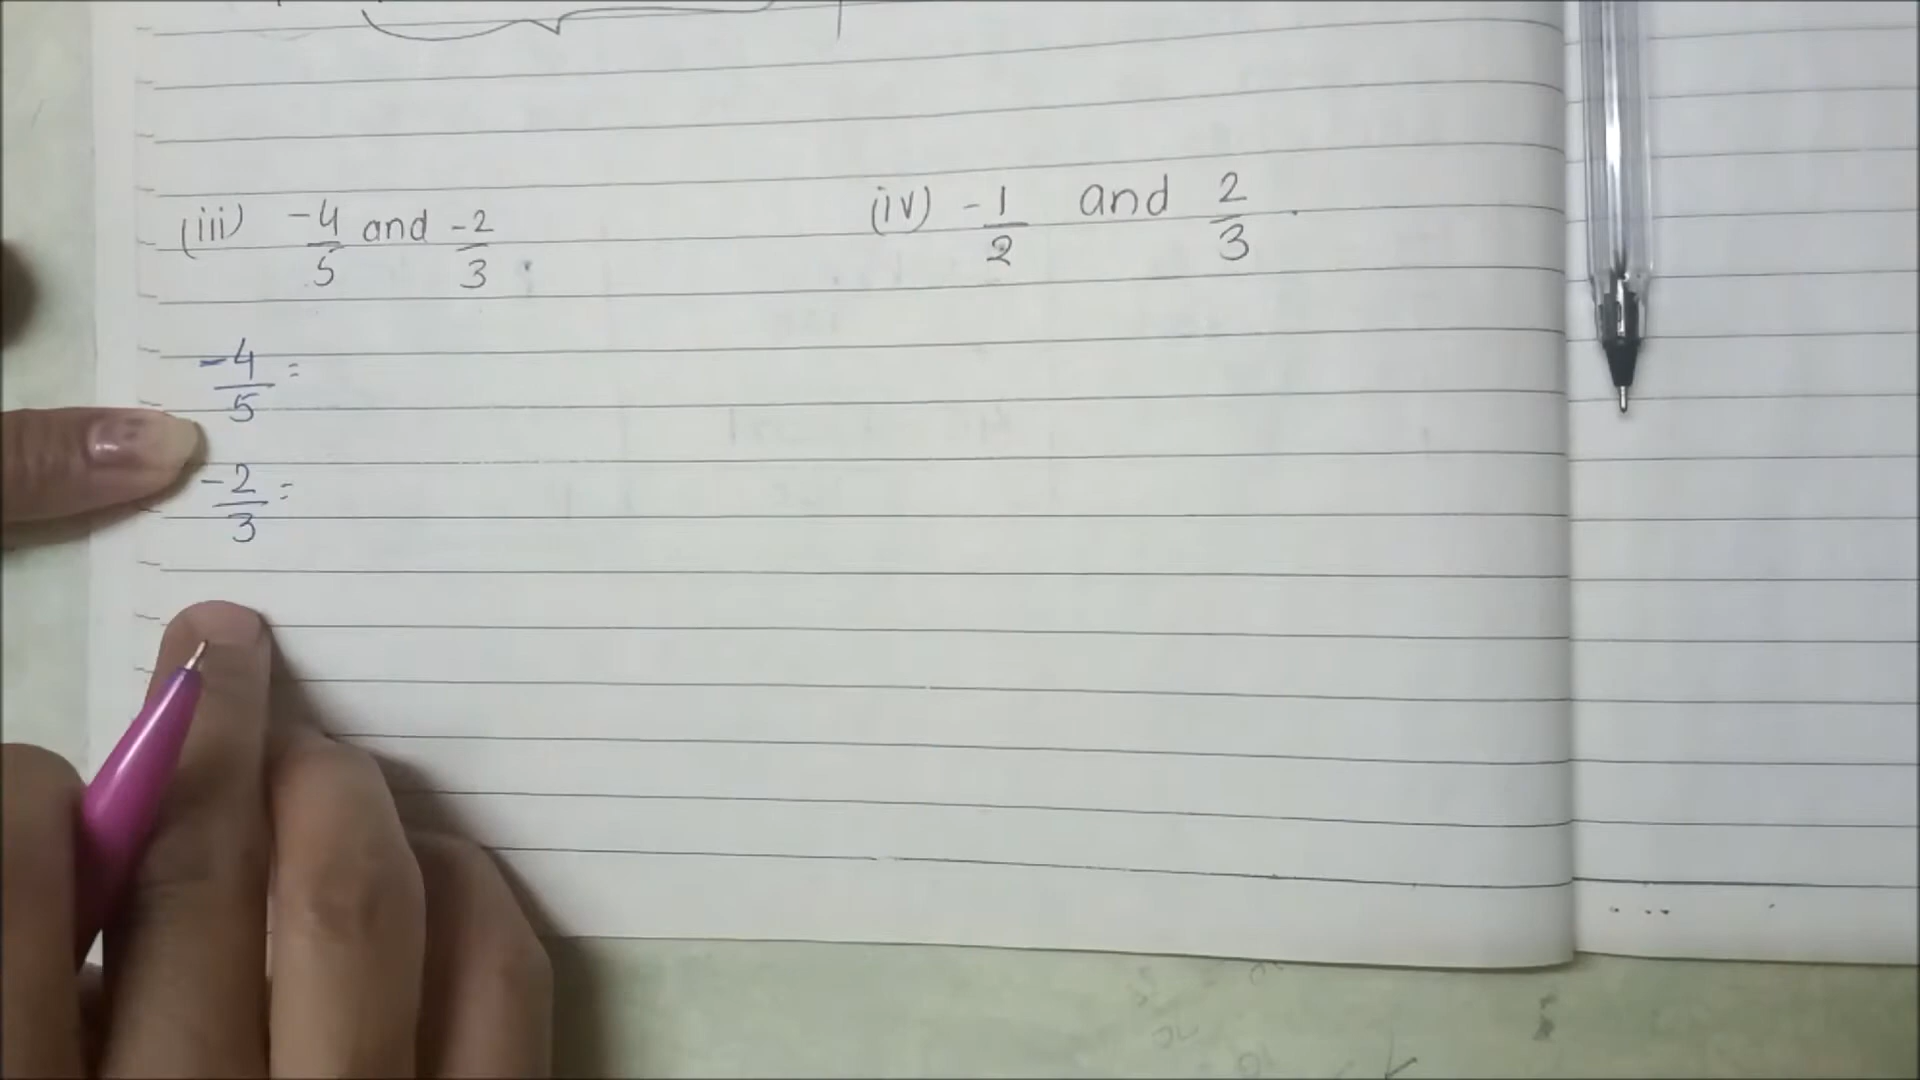 (iii) -4/5 and -2/3 .
(iv) -1/2 and 2/3 .
-4/5 =
-2/3 =